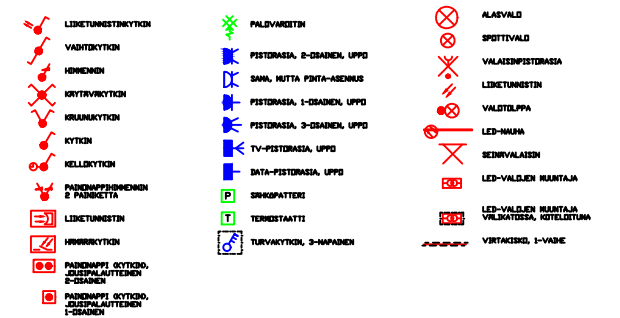 LIIKETUNNISTINKYTKIN
VAIHTOKYTKIN
HIMMENNIN
KÄYTÄVÄKYTKIN
KRUUNUKYTKIN
KYTKIN
KELLOKYTKIN
PAINONAPPIHIMMENNIN
2 PAINIKETTA
LIIKETUNNISTIN
HÄMÄRÄKYTKIN
PAINONAPPI (KYTKIN),
JOUSIPALAUTTEINEN
2-OSAINEN
PAINONAPPI (KYTKIN),
JOUSIPALAUTTEINEN
1-OSAINEN
PALOVAROITIN
PISTORASIA, 2-OSAINEN, UPPO
SAMA, MUTTA PINTA-ASENNUS
PISTORASIA, 1-OSAINEN, UPPO
PISTORASIA, 3-OSAINEN, UPPO
TV-PISTORASIA, UPPO
DATA-PISTORASIA, UPPO
P SÄHKÖPATTERI
T TERMOSTAATTI
TURVAKYTKIN, 3-NAPAINEN
ALASVALO
SPOTTIVALO
VALAISINPISTORASIA
LIIKETUNNISTIN
VALOTOLPPA
LED-NAUHA
SEINÄVALAISIN
LED-VALOJEN MUUNTAJA
LED-VALOJEN MUUNTAJA
VÄLIKATOSSA, KOTELOITUNA
VIRTAKISKO, 1-VAIHE